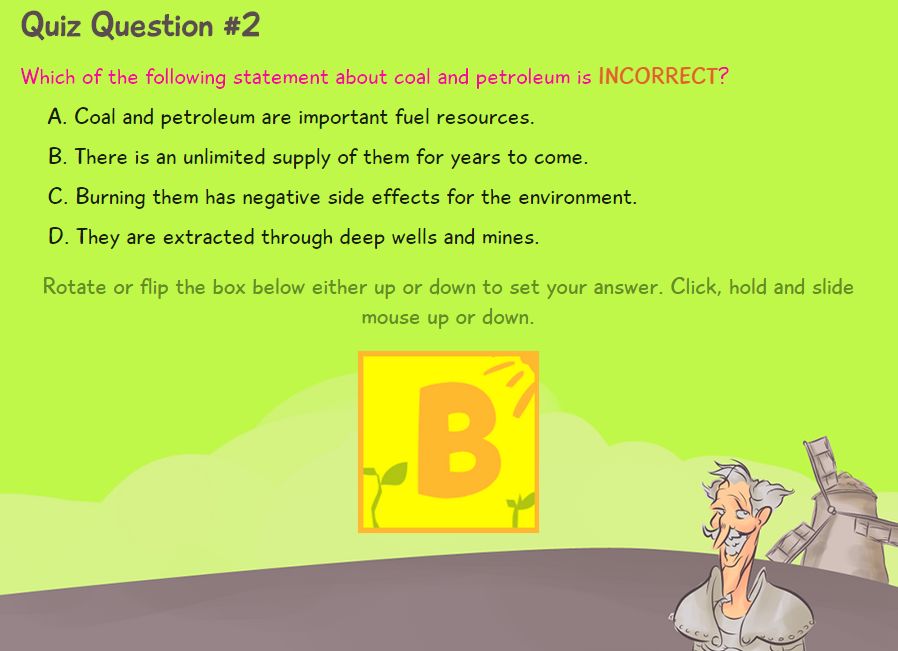 Quiz Question #2
Which of the following statement about coal and petroleum is INCORRECT?
A. Coal and petroleum are important fuel resources.
B. There is an unlimited supply of them for years to come.
C. Burning them has negative side effects for the environment.
D. They are extracted through deep wells and mines.
Rotate or flip the box below either up or down to set your answer. Click, hold and slide
mouse up or down.
B